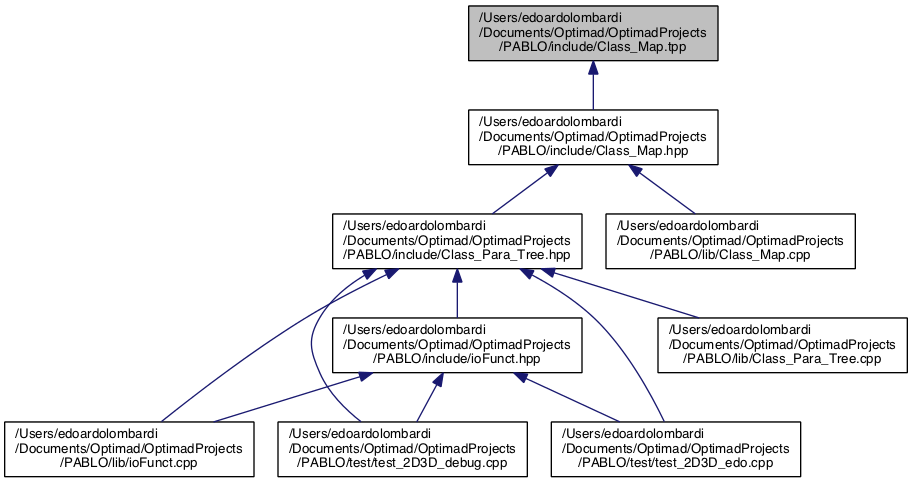 /Users/edoardolombardi
/Documents/Optimad/OptimadProjects
/PABLO/include/Class_Map.tpp
/Users/edoardolombardi
/Documents/Optimad/OptimadProjects
/PABLO/include/Class_Map.hpp
/Users/edoardolombardi
/Documents/Optimad/OptimadProjects
/PABLO/include/Class_Para_Tree.hpp
/Users/edoardolombardi
/Documents/Optimad/OptimadProjects
/PABLO/lib/Class_Map.cpp
/Users/edoardolombardi
/Documents/Optimad/OptimadProjects
/PABLO/include/ioFunct.hpp
/Users/edoardolombardi
/Documents/Optimad/OptimadProjects
/PABLO/lib/Class_Para_Tree.cpp
/Users/edoardolombardi
/Documents/Optimad/OptimadProjects
/PABLO/lib/ioFunct.cpp
/Users/edoardolombardi
/Documents/Optimad/OptimadProjects
/PABLO/test/test_2D3D_debug.cpp
/Users/edoardolombardi
/Documents/Optimad/OptimadProjects
/PABLO/test/test_2D3D_edo.cpp